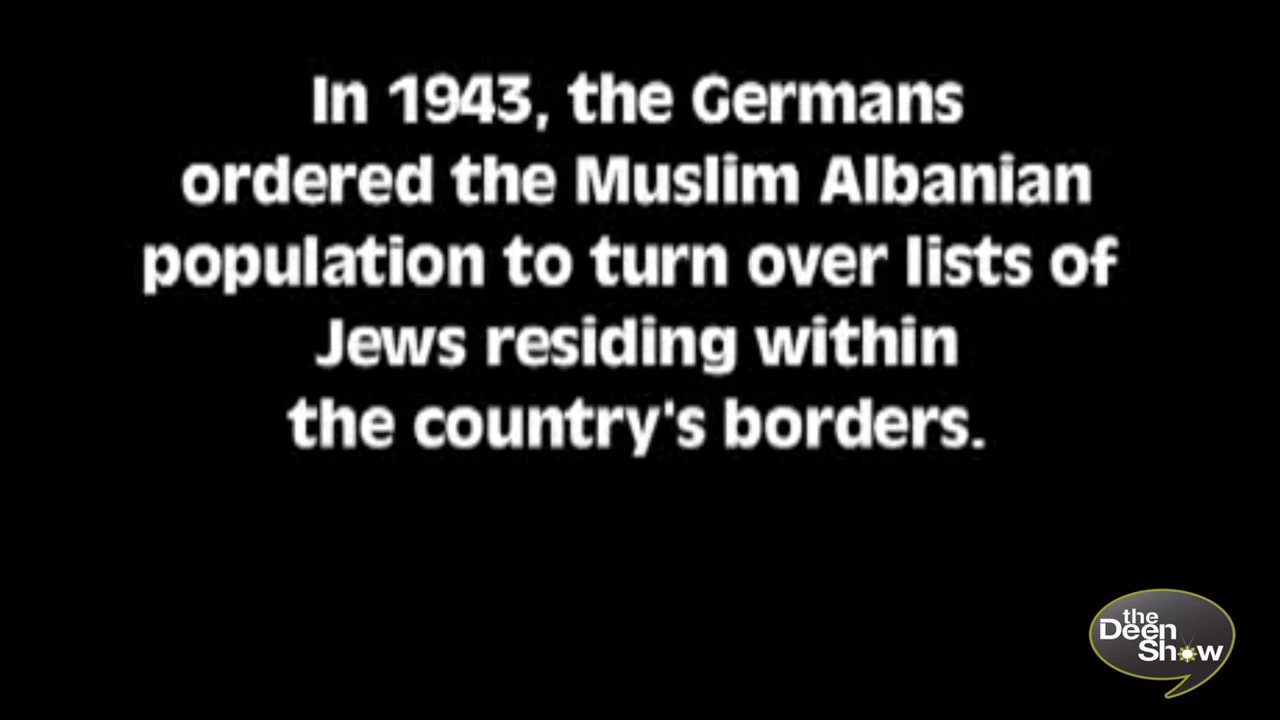 In 1943, the Germans
ordered the Muslim Albanian
population to turn over lists of
Jews residing within
the country's borders.
the
Deen
Show